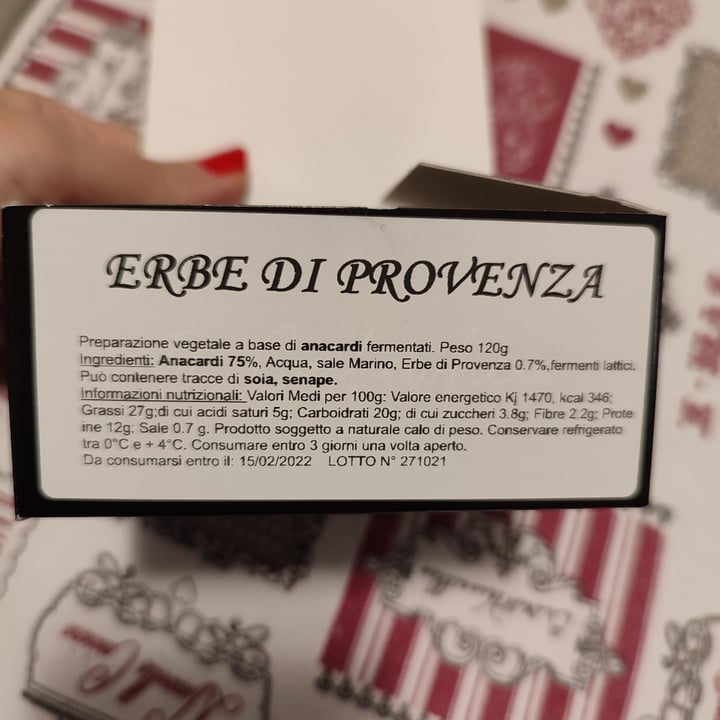 ERBE DI PROVENZA
Preparazione vegetale a base di anacardi fermentati. Peso 120g
Ingredienti: Anacardi 75%, Acqua, sale Marino, Erbe di Provenza 0.7%,fermenti lattici.
Può contenere tracce di soia, senape.
Informazioni nutrizionali: Valori Medi per 100g: Valore energetico Kj 1470, kcal 346;
Grassi 27g;di cui acidi saturi 5g; Carboidrati 20g; di cui zuccheri 3.8g; Fibre 2.2g; Prote
ine 12g; Sale 0.7 g. Prodotto soggetto a naturale calo di peso. Conservare refrigerato
tra 0°C e + 4°C. Consumare entro 3 giorni una volta aperto.
Da consumarsi entro il: 15/02/2022 LOTTO N° 271021